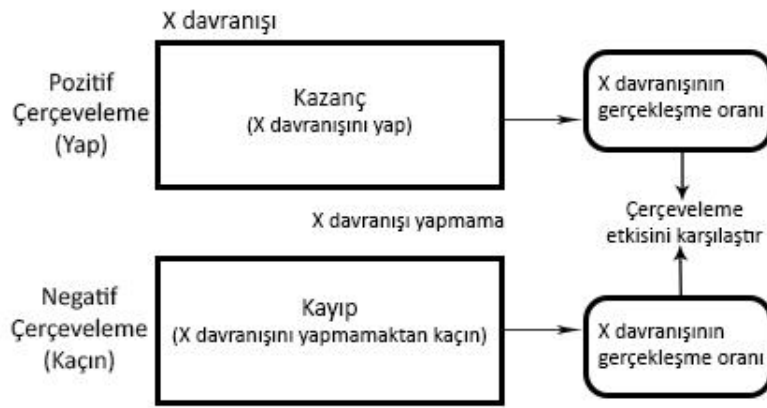 X davranışı
Pozitif
Çerçeveleme
(Yap)
Kazanç
(X davranışını yap)
X davranışının
gerçekleşme oranı
X davranışı yapmama
Çerçeveleme
etkisini karşılaştır
Negatif
Çerçeveleme
(Kaçın)
Kayıp
(X davranışını yapmamaktan kaçın)
X davranışının
gerçekleşme oranı